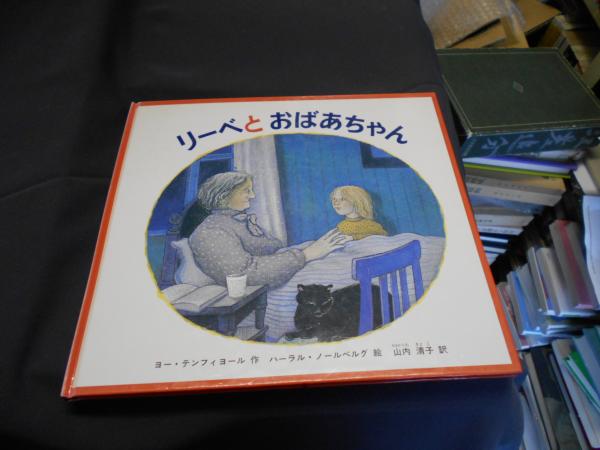 リーベと おばあちゃん
ヨー・テンフィヨール 作 ハーラル・ノールベルグ 絵 山内 清子 訳